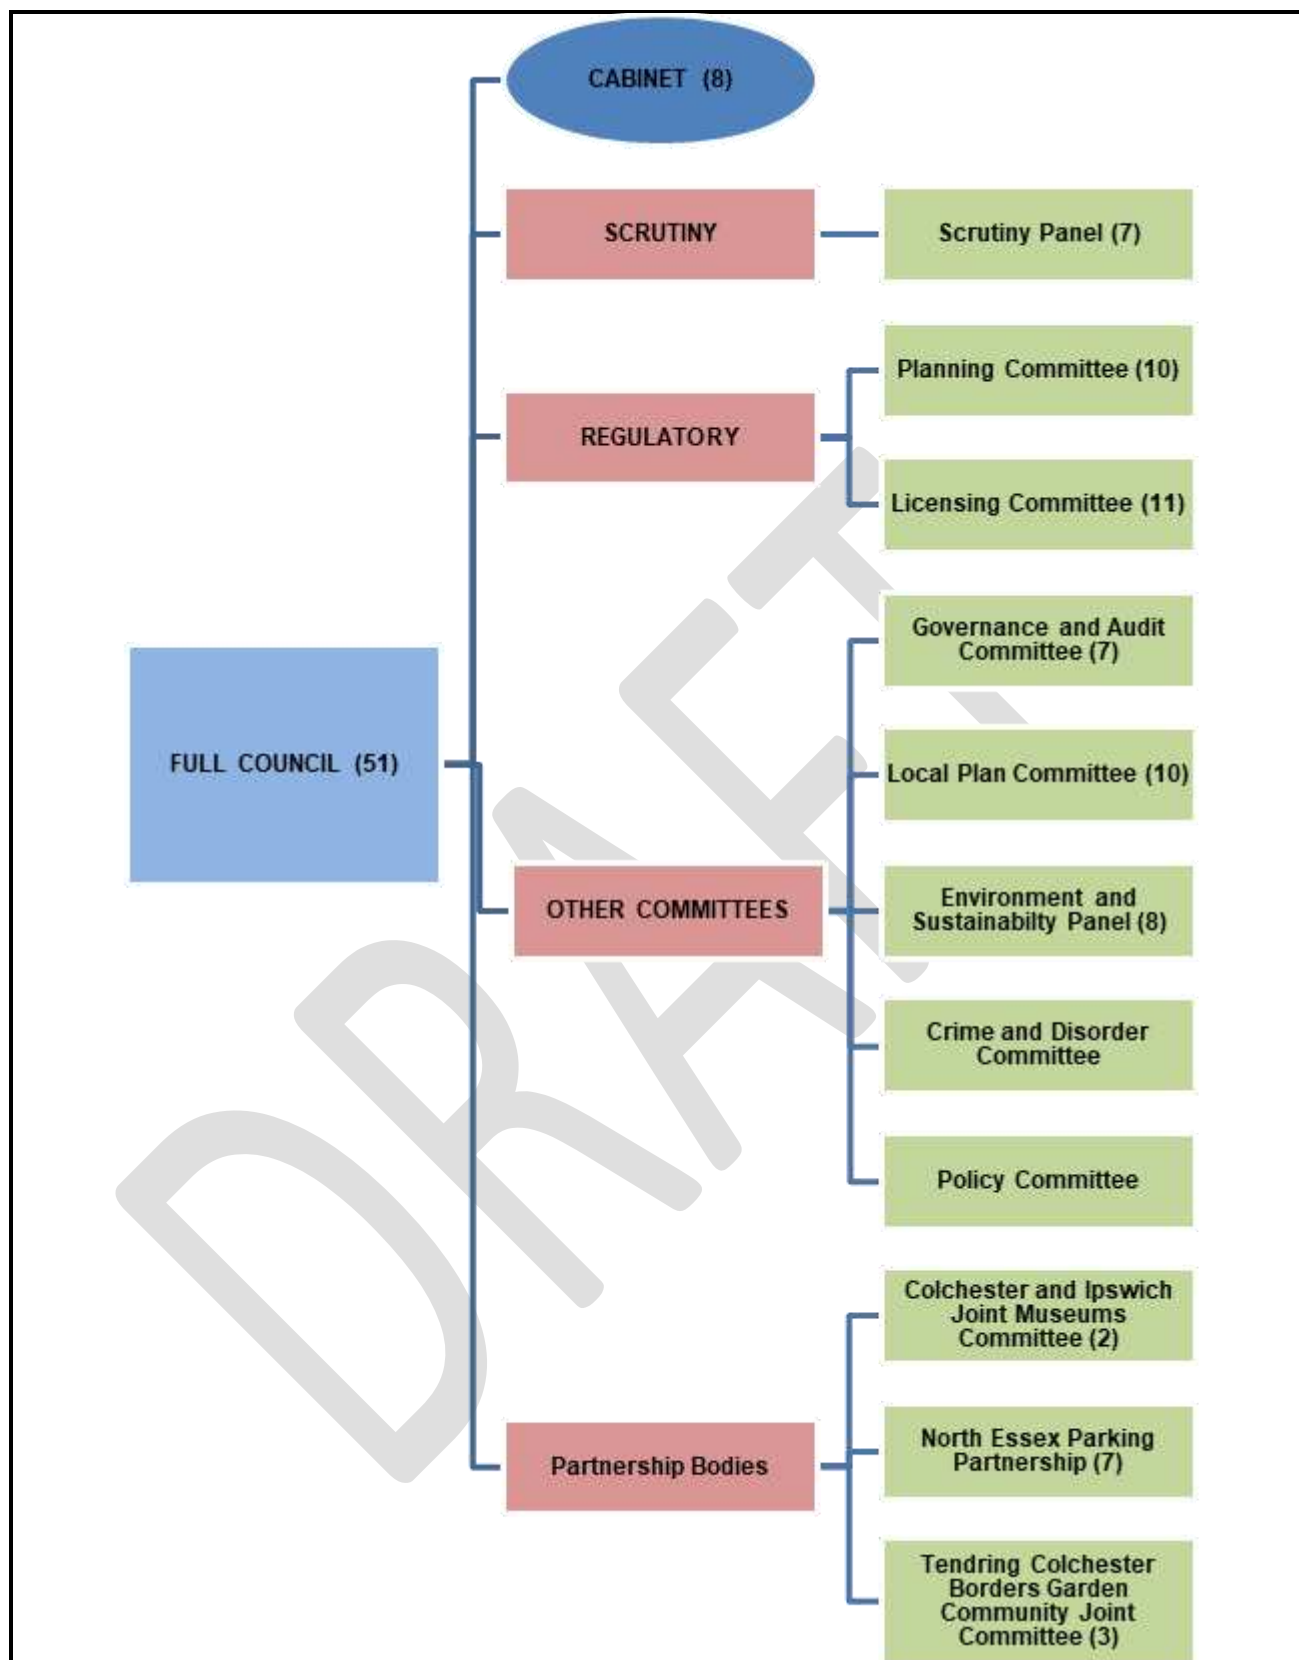 CABINET (8)
SCRUTINY
Scrutiny Panel (7)
Planning Committee (10)
REGULATORY
Licensing Committee (11)
Governance and Audit
Committee (7)
FULL COUNCIL (51)
Local Plan Committee (10)
OTHER COMMITTEES
Environment and
Sustainabilty Panel (8)
Crime and Disorder
Committee
Policy Committee
Colchester and Ipswich
Joint Museums
Committee (2)
Partnership Bodies
North Essex Parking
Partnership (7)
Tendring Colchester
Borders Garden
Community Joint
Committee (3)
DRAFT